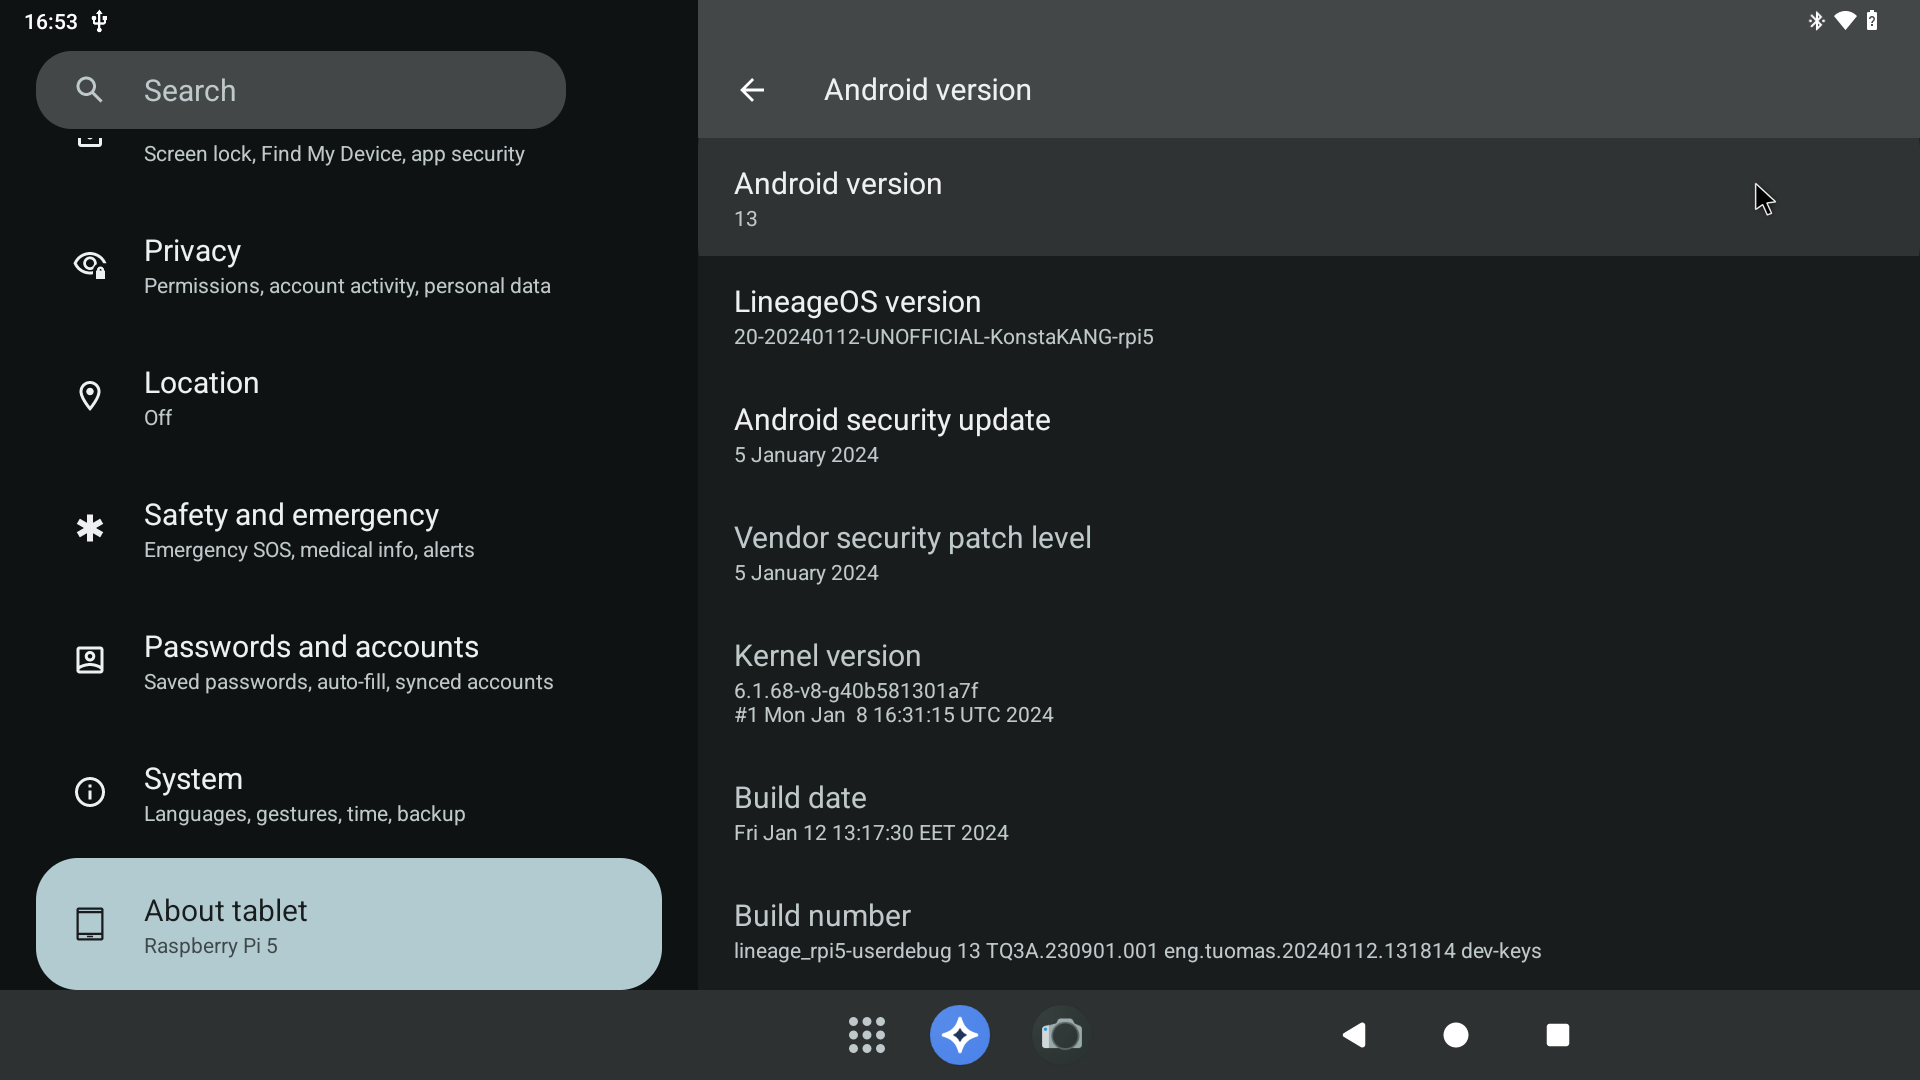 16:53
Search
Screen lock, Find My Device, app security
Privacy
Permissions, account activity, personal data
Location
Off
Safety and emergency
Emergency SOS, medical info, alerts
Passwords and accounts
Saved passwords, auto-fill, synced accounts
System
Languages, gestures, time, backup
About tablet
Raspberry Pi 5
Android version
Android version
13
LineageOS version
20-20240112-UNOFFICIAL-KonstaKANG-rpi5
Android security update
5 January 2024
Vendor security patch level
5 January 2024
Kernel version
6.1.68-v8-g40b581301a7f
#1 Mon Jan  8 16:31:15 UTC 2024
Build date
Fri Jan 12 13:17:30 EET 2024
Build number
lineage_rpi5-userdebug 13 TQ3A.230901.001 eng.tuomas.20240112.131814 dev-keys